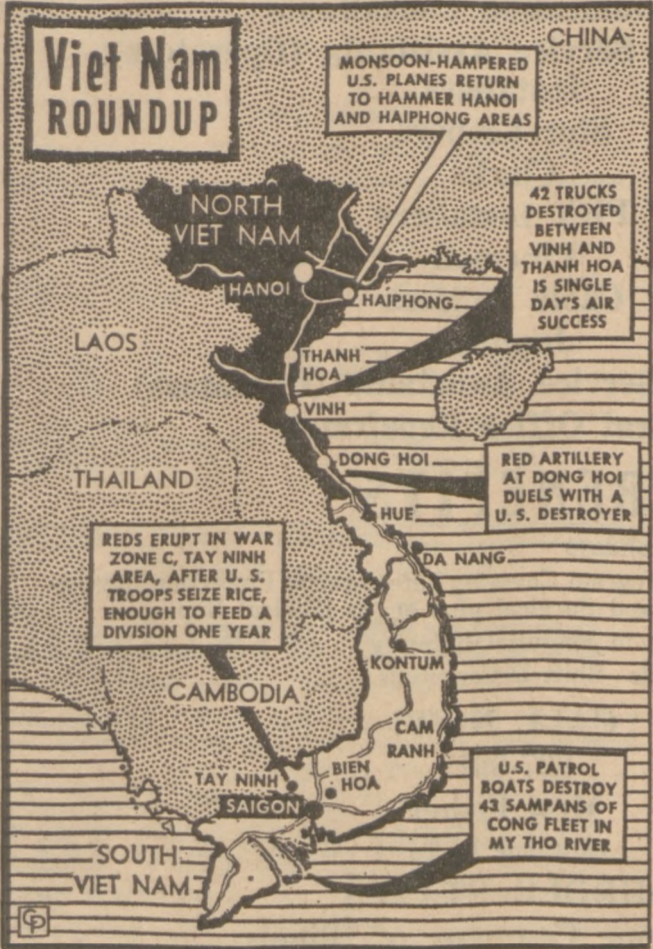 Viet Nam
ROUNDUP
CHINA
MONSOON-HAMPERED
U.S. PLANES RETURN
TO HAMMER HANOI
AND HAIPHONG AREAS
42 TRUCKS
DESTROYED
BETWEEN
VINH AND
THANH HOA
IS SINGLE
DAY'S AIR
SUCCESS
NORTH
VIET NAM
HANOI
HAIPHONG
LAOS
THANH
HOA
VINH
DONG HOI
THAILAND
RED ARTILLERY
AT DONG HOI
DUELS WITH A
U. S. DESTROYER
HUE
DA NANG
REDS ERUPT IN WAR
ZONE C, TAY NINH
AREA, AFTER U. S.
TROOPS SEIZE RICE,
ENOUGH TO FEED A
DIVISION ONE YEAR
KONTUM
CAMBODIA
CAM
RANH
BIEN
HOA
TAY NINH
SAIGON
U.S. PATROL
BOATS DESTROY
43 SAMPANS OF
CONG FLEET IN
MY THO RIVER
SOUTH
VIET NAM
CP